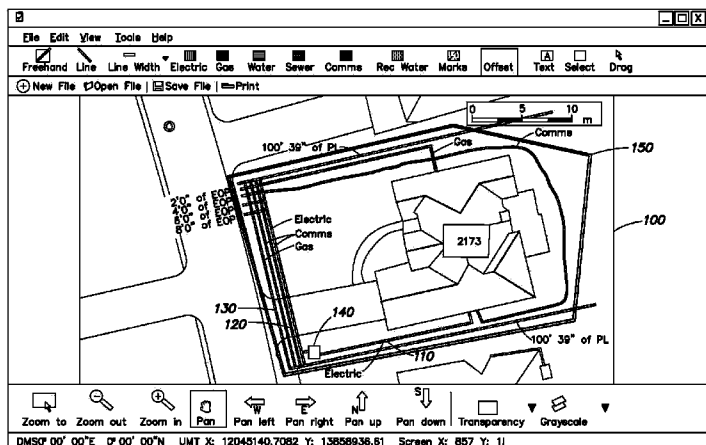 File Edit View Tools Help
Freehand Line Line Width Electric Gas Water Sewer Comms Rec Water Marks Offset Text Select Drag
New File Open File Save File Print
0 5 10
m
100' 39" of PL
Gas
Comms
150
2'0" of EOP
4'0" of EOP
6'0" of EOP
8'0" of EOP
Electric
Comms
Gas
2173
100
130
120
140
100' 39" of PL
110
Electric
Zoom to Zoom out Zoom in Pan Pan left Pan right Pan up Pan down Transparency Grayscale
W E N S
DMS0° 00' 00"E 0° 00' 00"N UMT X: 12045140.7082 Y: 13858936.61 Screen X: 857 Y: 1